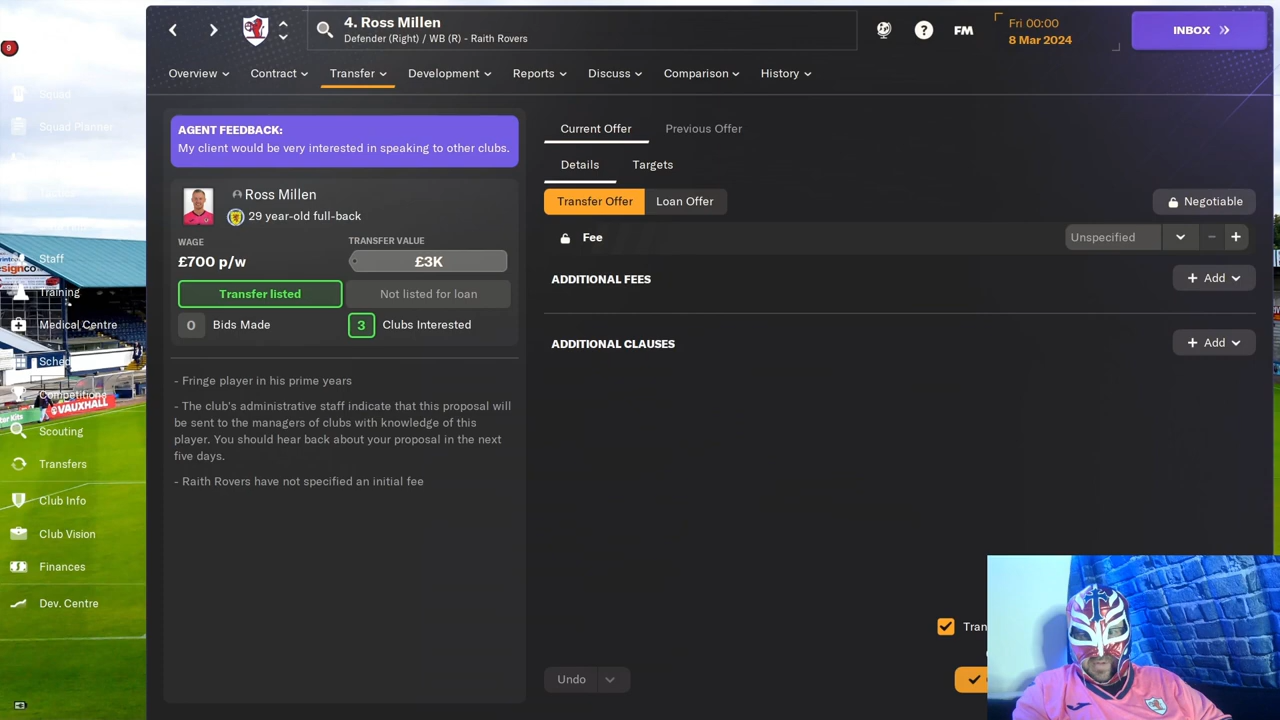 4. Ross Millen
Defender (Right) / WB (R) - Raith Rovers
FM
Fri 00:00
8 Mar 2024
INBOX
9
Overview
Contract
Transfer
Development
Reports
Discuss
Comparison
History
Squad
Squad Planner
Staff
Training
Medical Centre
Sched
Competitions
Scouting
Transfers
Club Info
Club Vision
Finances
Dev. Centre
VAUXHALL
AGENT FEEDBACK:
My client would be very interested in speaking to other clubs.
Ross Millen
29 year-old full-back
WAGE
TRANSFER VALUE
£700 p/w
£3K
Transfer listed
Not listed for loan
0 Bids Made
3 Clubs Interested
- Fringe player in his prime years
- The club's administrative staff indicate that this proposal will
be sent to the managers of clubs with knowledge of this
player. You should hear back about your proposal in the next
five days.
- Raith Rovers have not specified an initial fee
Current Offer
Previous Offer
Details
Targets
Transfer Offer
Loan Offer
Negotiable
Fee
Unspecified
ADDITIONAL FEES
Add
ADDITIONAL CLAUSES
Add
Tran
Undo